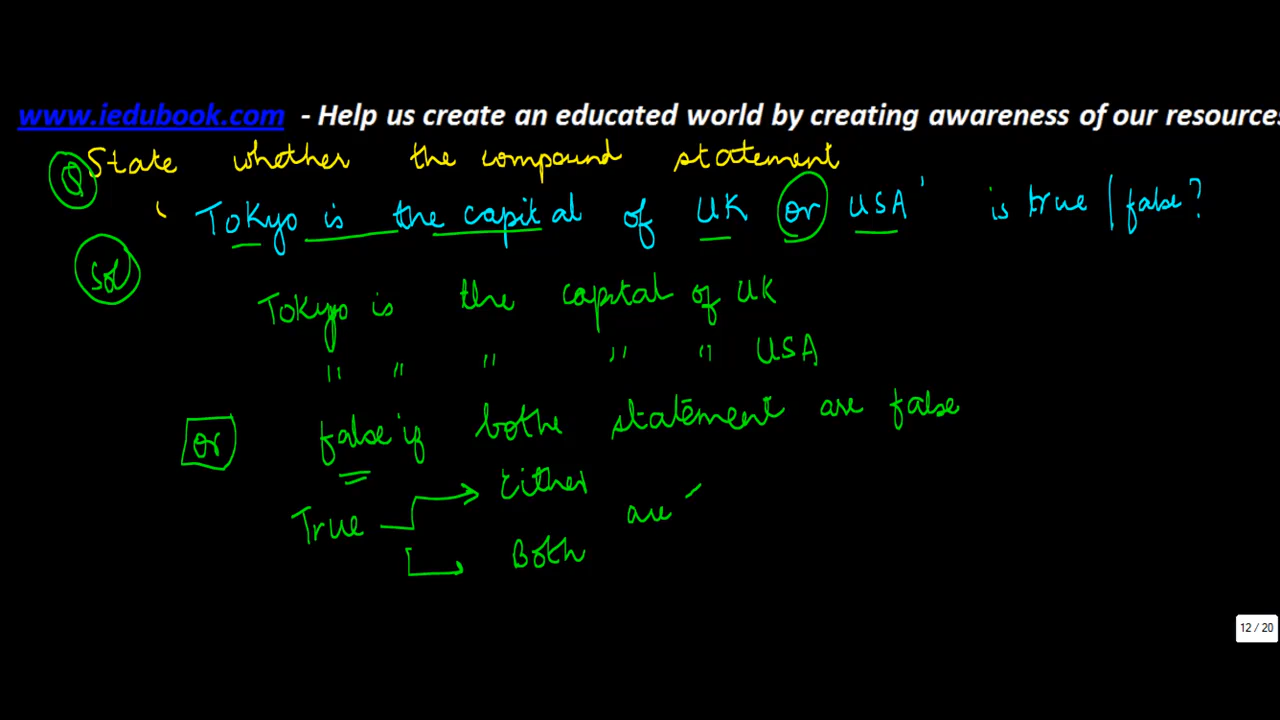 www.iedubook.com - Help us create an educated world by creating awareness of our resources
Q State whether the compound statement
' Tokyo is the capital of UK or USA ' is true | false?
Sol
Tokyo is the capital of UK
" " " " " USA
or false if bothe statement are false
True Either
are
Both
12 / 20